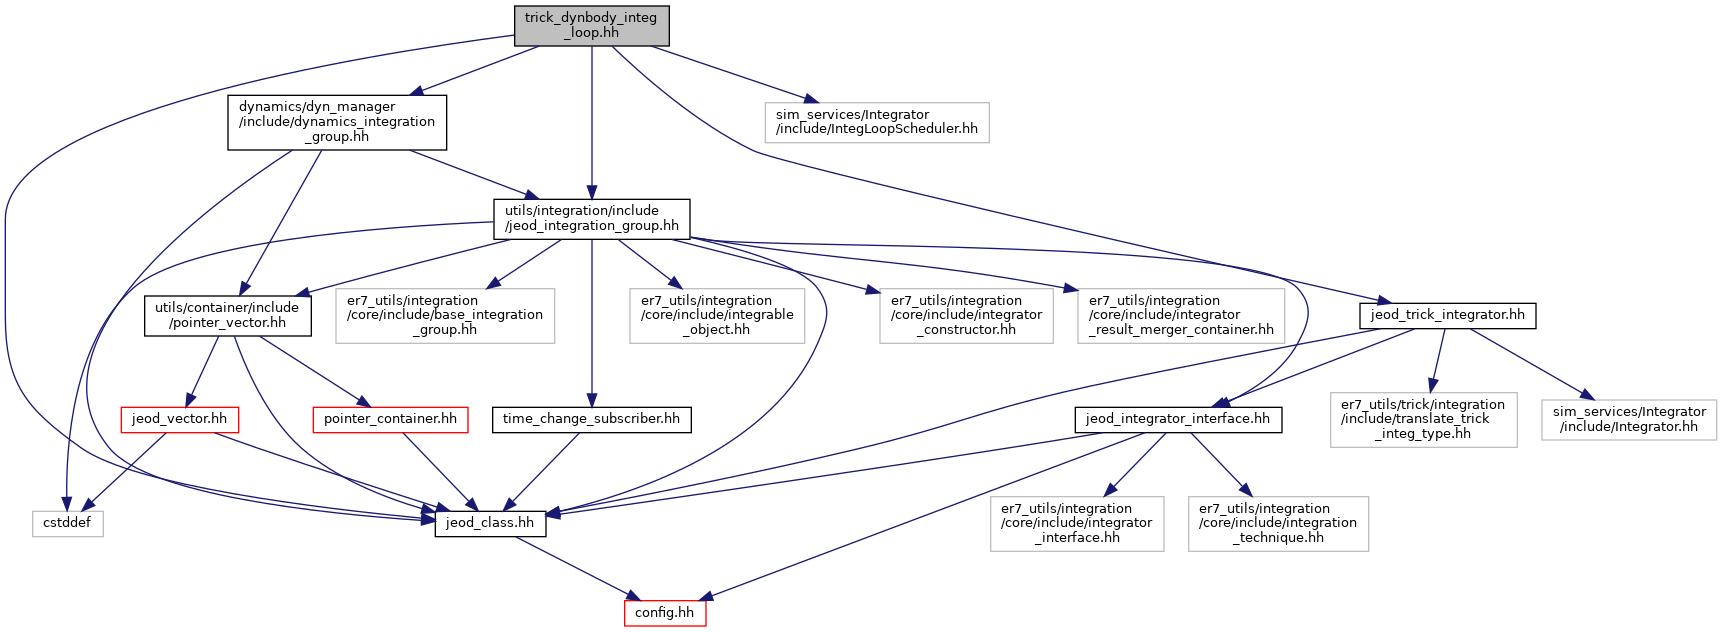 trick_dynbody_integ
_loop.hh
dynamics/dyn_manager
/include/dynamics_integration
_group.hh
sim_services/Integrator
/include/IntegLoopScheduler.hh
utils/integration/include
/jeod_integration_group.hh
utils/container/include
/pointer_vector.hh
er7_utils/integration
/core/include/base_integration
_group.hh
er7_utils/integration
/core/include/integrable
_object.hh
er7_utils/integration
/core/include/integrator
_constructor.hh
er7_utils/integration
/core/include/integrator
_result_merger_container.hh
jeod_trick_integrator.hh
jeod_vector.hh
pointer_container.hh
time_change_subscriber.hh
jeod_integrator_interface.hh
er7_utils/trick/integration
/include/translate_trick
_integ_type.hh
sim_services/Integrator
/include/Integrator.hh
cstddef
jeod_class.hh
er7_utils/integration
/core/include/integrator
_interface.hh
er7_utils/integration
/core/include/integration
_technique.hh
config.hh